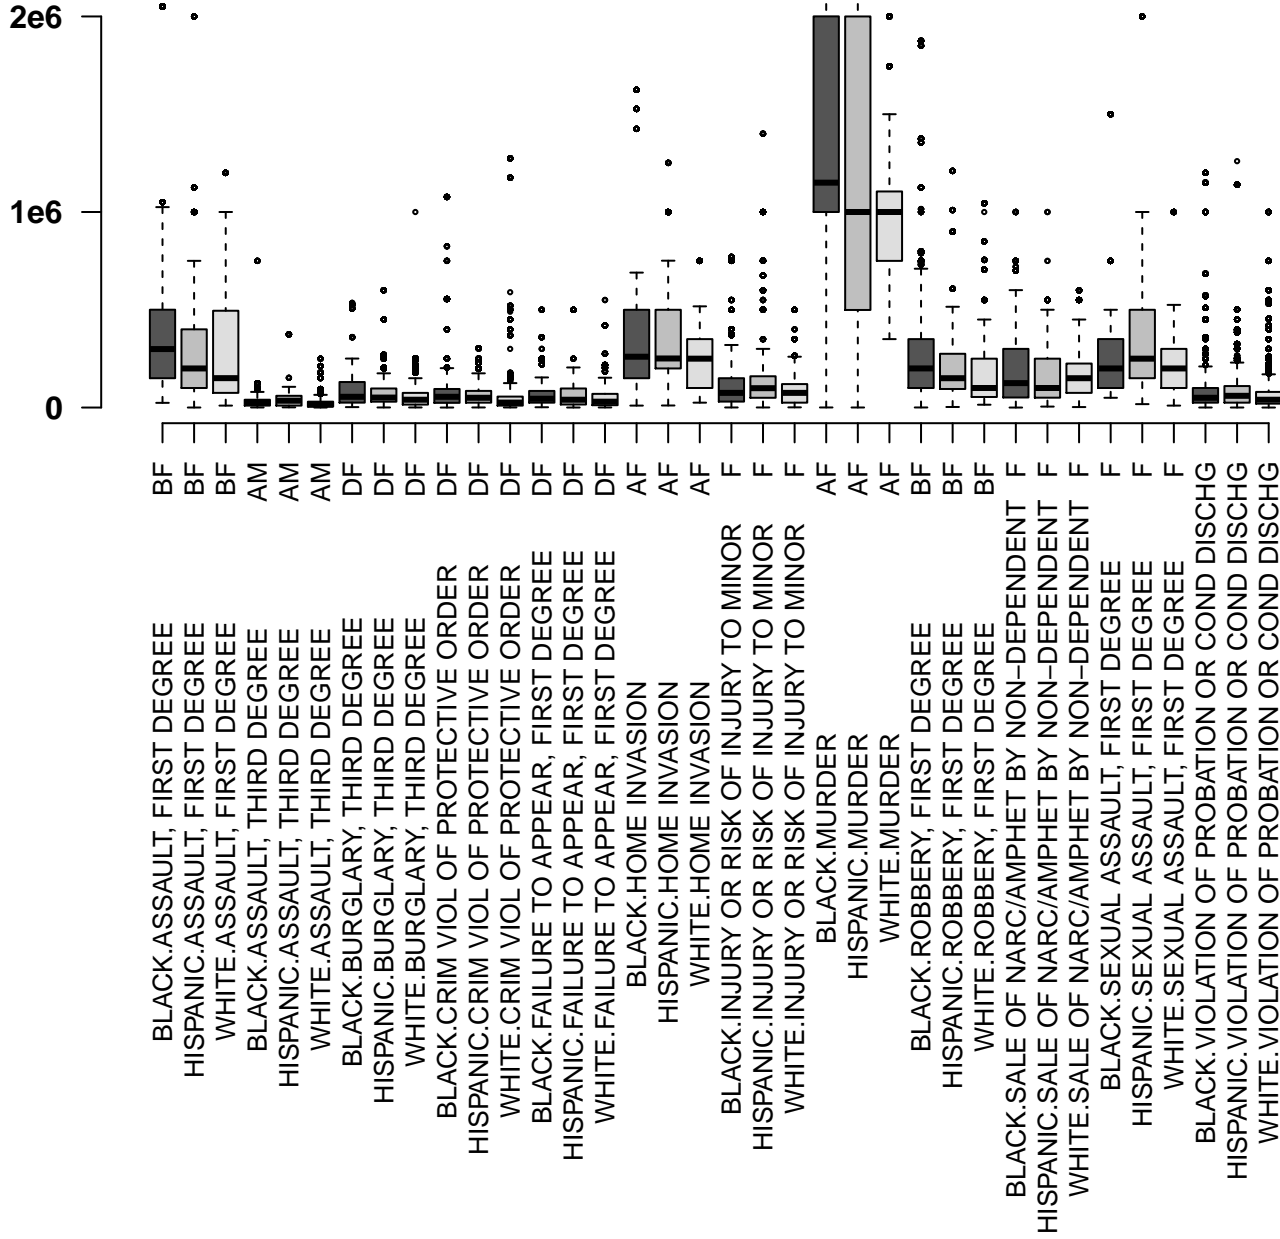 2e6
1e6
0
BLACK.ASSAULT, FIRST DEGREE BF
HISPANIC.ASSAULT, FIRST DEGREE BF
WHITE.ASSAULT, FIRST DEGREE BF
BLACK.ASSAULT, THIRD DEGREE AM
HISPANIC.ASSAULT, THIRD DEGREE AM
WHITE.ASSAULT, THIRD DEGREE AM
BLACK.BURGLARY, THIRD DEGREE DF
HISPANIC.BURGLARY, THIRD DEGREE DF
WHITE.BURGLARY, THIRD DEGREE DF
BLACK.CRIM VIOL OF PROTECTIVE ORDER DF
HISPANIC.CRIM VIOL OF PROTECTIVE ORDER DF
WHITE.CRIM VIOL OF PROTECTIVE ORDER DF
BLACK.FAILURE TO APPEAR, FIRST DEGREE DF
HISPANIC.FAILURE TO APPEAR, FIRST DEGREE DF
WHITE.FAILURE TO APPEAR, FIRST DEGREE DF
BLACK.HOME INVASION AF
HISPANIC.HOME INVASION AF
WHITE.HOME INVASION AF
BLACK.INJURY OR RISK OF INJURY TO MINOR F
HISPANIC.INJURY OR RISK OF INJURY TO MINOR F
WHITE.INJURY OR RISK OF INJURY TO MINOR F
BLACK.MURDER AF
HISPANIC.MURDER AF
WHITE.MURDER AF
BLACK.ROBBERY, FIRST DEGREE BF
HISPANIC.ROBBERY, FIRST DEGREE BF
WHITE.ROBBERY, FIRST DEGREE BF
BLACK.SALE OF NARC/AMPHET BY NON–DEPENDENT F
HISPANIC.SALE OF NARC/AMPHET BY NON–DEPENDENT F
WHITE.SALE OF NARC/AMPHET BY NON–DEPENDENT F
BLACK.SEXUAL ASSAULT, FIRST DEGREE F
HISPANIC.SEXUAL ASSAULT, FIRST DEGREE F
WHITE.SEXUAL ASSAULT, FIRST DEGREE F
BLACK.VIOLATION OF PROBATION OR COND DISCHG
HISPANIC.VIOLATION OF PROBATION OR COND DISCHG
WHITE.VIOLATION OF PROBATION OR COND DISCHG